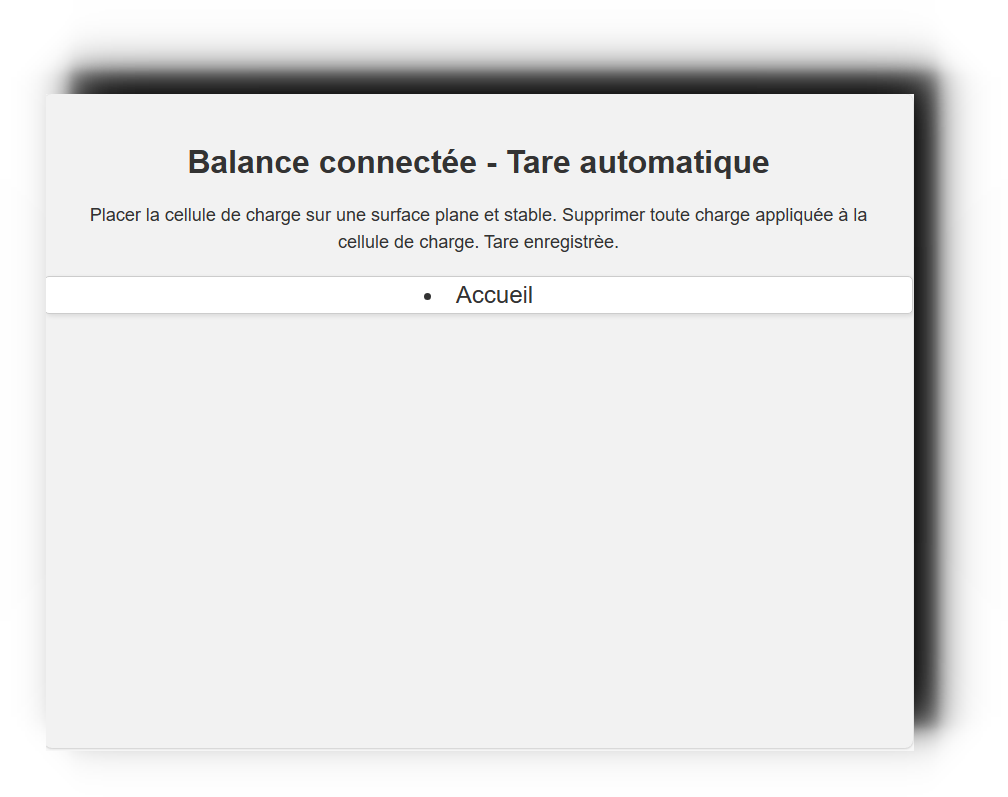 Balance connectée - Tare automatique
Placer la cellule de charge sur une surface plane et stable. Supprimer toute charge appliquée à la
cellule de charge. Tare enregistrèe.
• Accueil